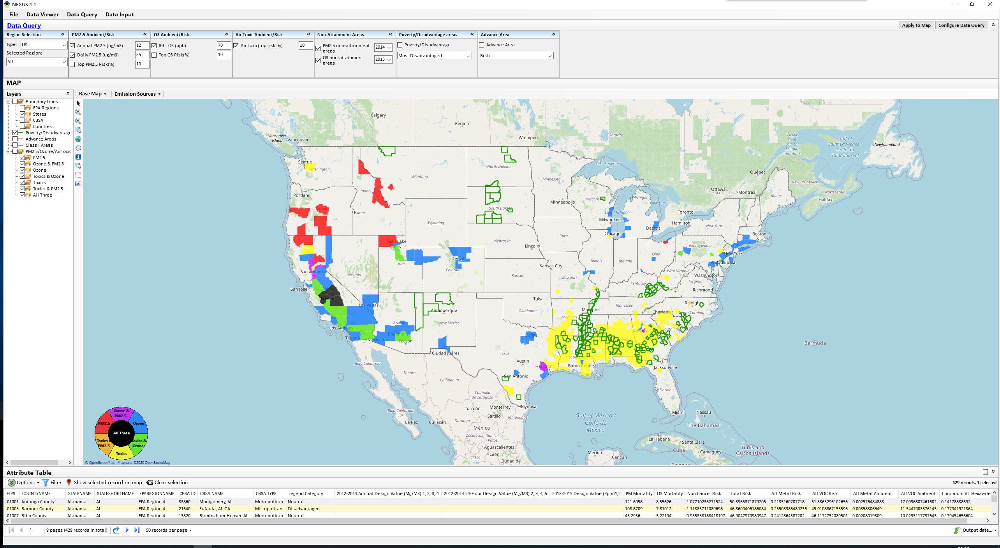 NEXUS 1.1
File Data Viewer Data Query Data Input
Data Query
Apply to Map Configure Data Query
Region Selection
Type: US
Selected Region:
All
PM2.5 Ambient/Risk
Annual PM2.5 (ug/m3) 12
Daily PM2.5 (ug/m3) 35
Top PM2.5 Risk(%) 10
O3 Ambient/Risk
8-hr O3 (ppb) 70
Top O3 Risk(%) 10
Air Toxic Ambient/Risk
Air Toxic(top risk: %) 10
Non-Attainment Areas
PM2.5 non-attainment areas 2014
O3 non-attainment areas 2015
Poverty/Disadvantage areas
Poverty/Disadvantage
Most Disadvantaged
Advance Area
Advance Area
Both
MAP
Layers
Base Map Emission Sources
Boundary Lines
EPA Regions
States
CBSA
Counties
Poverty/Disadvantage
Advance Areas
Class I Areas
PM2.5/Ozone/AirToxic
PM2.5
Ozone & PM2.5
Ozone
Toxics & Ozone
Toxics
Toxics & PM2.5
All Three
Calgary
Regina
Winnipeg
Vancouver Island
Vancouver
Ontario
Fleuve Saint-Laurent, Estuaire maritime
Gulf of Saint Lawrence / Golfe du Saint-Laurent
Newfoundland
Seattle
Washington
North Dakota
Lake Superior
Québec
Montana
Minnesota
New Brunswick
Ottawa
Montréal
Nova Scotia
Halifax
Maine
Portland
Idaho
Minneapolis
Wisconsin
Michigan
Lake Huron
Oregon
Boise
South Dakota
Lake Michigan
Toronto
Milwaukee
Wyoming
Hamilton
New York
Detroit
Chicago
Boston
Iowa
Salt Lake City
Nebraska
Lincoln
Pennsylvania
Ohio
New York
Denver
Utah
Illinois
Indiana
Philadelphia
Colorado
Kansas City
Sacramento
Nevada
Kansas
Missouri
West Virginia
Washington
Virginia
Kentucky
San Jose
California
Richmond
Fresno
Tulsa
Las Vegas
Raleigh
Tennessee
Albuquerque
Oklahoma
Memphis
Charlotte
North Carolina
Arkansas
Arizona
New Mexico
Los Angeles
South Carolina
Atlanta
Phoenix
Dallas
Tijuana
Mexicali
Tucson
Bermuda
Ciudad Juárez
Texas
Louisiana
Austin
Baja California
Houston
Baton Rouge
Jacksonville
Sonora
San Antonio
Chihuahua
Florida
Coahuila de Zaragoza
Reynosa
Monterrey
Torreón
Baja California Sur
Saltillo
Tamaulipas
Miami
Nassau
Gulf of Mexico / Golfo de México
Durango
La Paz
Culiacán
The Bahamas
México
Zacatecas
San Luis Potosí
La Habana
Santa Clara
Aguascalientes
Cuba
Camagüey
Turks and Caicos Islands
Mérida
Cancún
León
Jalisco
Ciudad de
Cayman
Ozone & PM2.5
PM2.5
Ozone
All Three
Toxics & PM2.5
Toxics & Ozone
Toxics
© OpenStreetMap - Map data ©2020 OpenStreetMap
Attribute Table
Options Filter Show selected record on map Clear selection
429 records, 1 selected
FIPS COUNTYNAME STATENAME STATESHORTNAME EPAREGIONNAME CBSA ID CBSA NAME CBSA TYPE Legend Category 2012-2014 Annual Design Value (Mg/M3) 1, 2, 3, 4 2012-2014 24-Hour Design Value (Mg/M3) 2, 3, 4, 5 2013-2015 Design Value (Ppm)1,2 PM Mortality O3 Mortality Non Cancer Risk Total Risk All Metal Risk All VOC Risk All Metal Ambient All VOC Ambient Chromium VI Hexavale
01001 Autauga County Alabama AL EPA Region 4 33860 Montgomery, AL Metropolitan Neutral 121.6058 8.55626 1.07710236271524 50.3965371879205 0.2135160707718 51.3365296102656 0.002576484883 17.0996807461602 0.14178838692
01005 Barbour County Alabama AL EPA Region 4 21640 Eufaula, AL-GA Micropolitan Disadvantaged 108.8709 7.81012 1.11385711089698 46.8600406186084 0.25503986480256 45.9108867155596 0.00358306649 11.5447003576145 0.177941921364
01007 Bibb County Alabama AL EPA Region 4 13820 Birmingham-Hoover, AL Metropolitan Neutral 43.2936 3.22194 0.935358188418197 46.9047970980947 0.2412864587202 46.1172752089501 0.00208019309 10.0295117797643 0.179454656604
1 9 pages (429 records in total) 50 records per page
Output data...